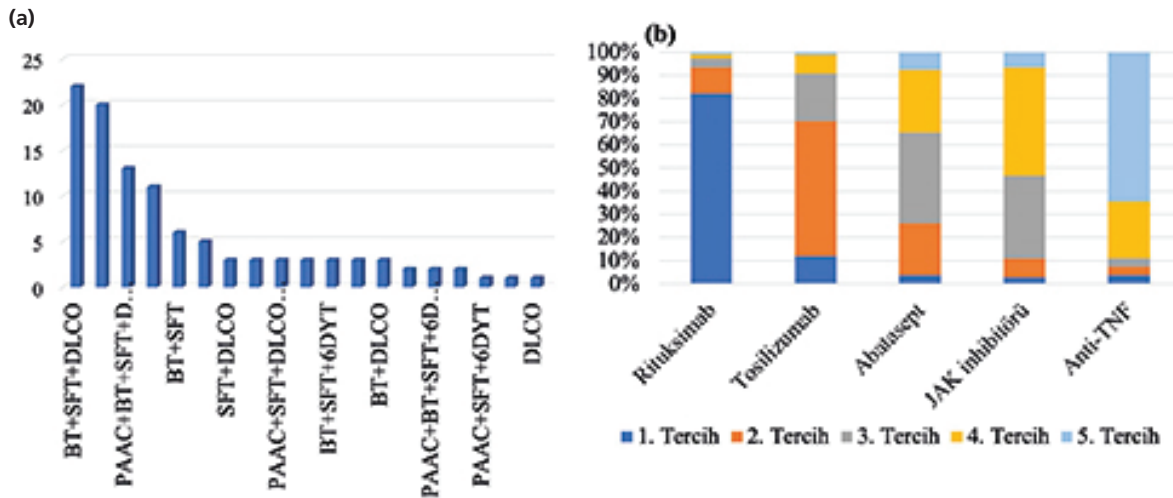 (a)
25
20
15
10
5
0
BT+SFT+DLCO
PAAC+BT+SFT+D...
BT+SFT
SFT+DLCO
PAAC+SFT+DLCO...
BT+SFT+6DYT
BT+DLCO
PAAC+BT+SFT+6D...
PAAC+SFT+6DYT
DLCO
(b)
100%
90%
80%
70%
60%
50%
40%
30%
20%
10%
0%
Rituksimab
Tosilizumab
Abatasept
JAK inhibitörü
Anti-TNF
1. Tercih 2. Tercih 3. Tercih 4. Tercih 5. Tercih